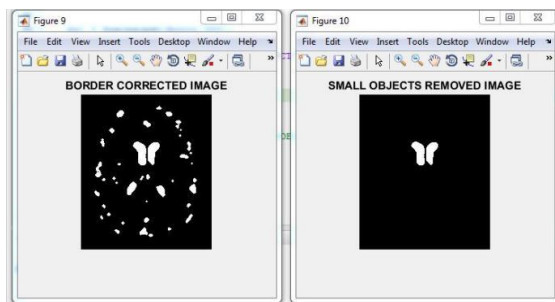 Figure 9
File Edit View Insert Tools Desktop Window Help
BORDER CORRECTED IMAGE
Figure 10
File Edit View Insert Tools Desktop Window Help
SMALL OBJECTS REMOVED IMAGE